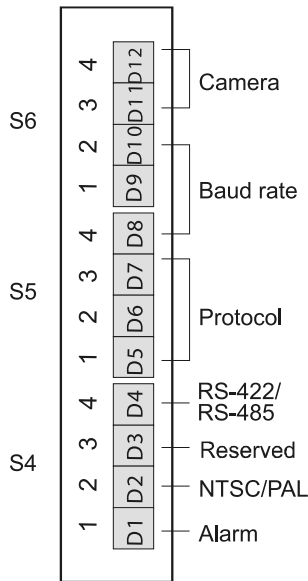 S6
4 D12
3 D11
2 D10
1 D9
Camera
Baud rate
S5
4 D8
3 D7
2 D6
1 D5
Protocol
S4
4 D4 RS-422/
RS-485
3 D3 Reserved
2 D2 NTSC/PAL
1 D1 Alarm